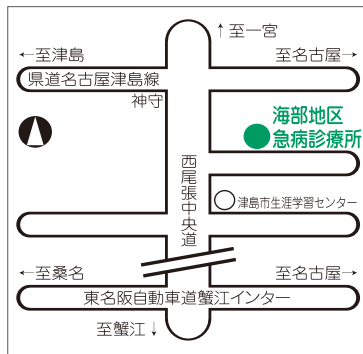 ↑至一宮
←至津島
至名古屋→
県道名古屋津島線
神守
海部地区
急病診療所
西尾張中央道
津島市生涯学習センター
←至桑名
至名古屋→
東名阪自動車道蟹江インター
至蟹江↓